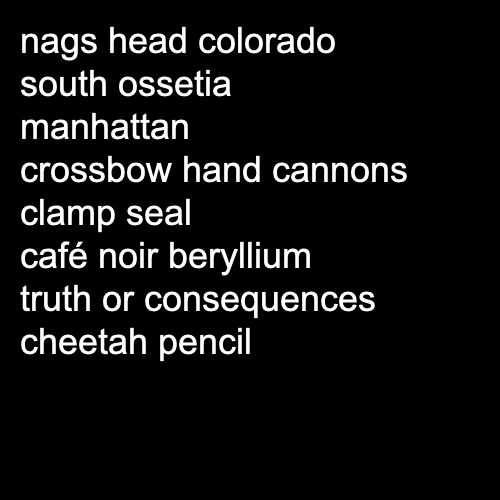 nags head colorado
south ossetia
manhattan
crossbow hand cannons
clamp seal
café noir beryllium
truth or consequences
cheetah pencil